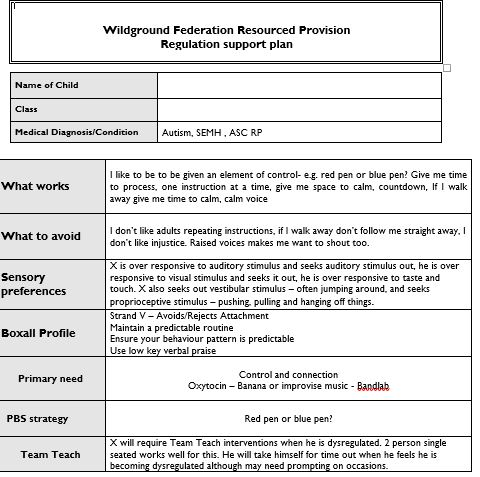 Wildground Federation Resourced Provision
Regulation support plan
Name of Child
Class
Medical Diagnosis/Condition
Autism, SEMH , ASC RP
What works
I like to be to be given an element of control- e.g. red pen or blue pen? Give me time
to process, one instruction at a time, give me space to calm, countdown, If I walk
away give me time to calm, calm voice
What to avoid
I don't like adults repeating instructions, if I walk away don't follow me straight away, I
don't like injustice. Raised voices makes me want to shout too.
Sensory
preferences
X is over responsive to auditory stimulus and seeks auditory stimulus out, he is over
responsive to visual stimulus and seeks it out, he is over responsive to taste and
touch. X also seeks out vestibular stimulus – often jumping around, and seeks
proprioceptive stimulus – pushing, pulling and hanging off things.
Boxall Profile
Strand V – Avoids/Rejects Attachment
Maintain a predictable routine
Ensure your behaviour pattern is predictable
Use low key verbal praise
Primary need
Control and connection
Oxytocin – Banana or improvise music - Bandlab
PBS strategy
Red pen or blue pen?
Team Teach
X will require Team Teach interventions when he is dysregulated. 2 person single
seated works well for this. He will take himself for time out when he feels he is
becoming dysregulated although may need prompting on occasions.